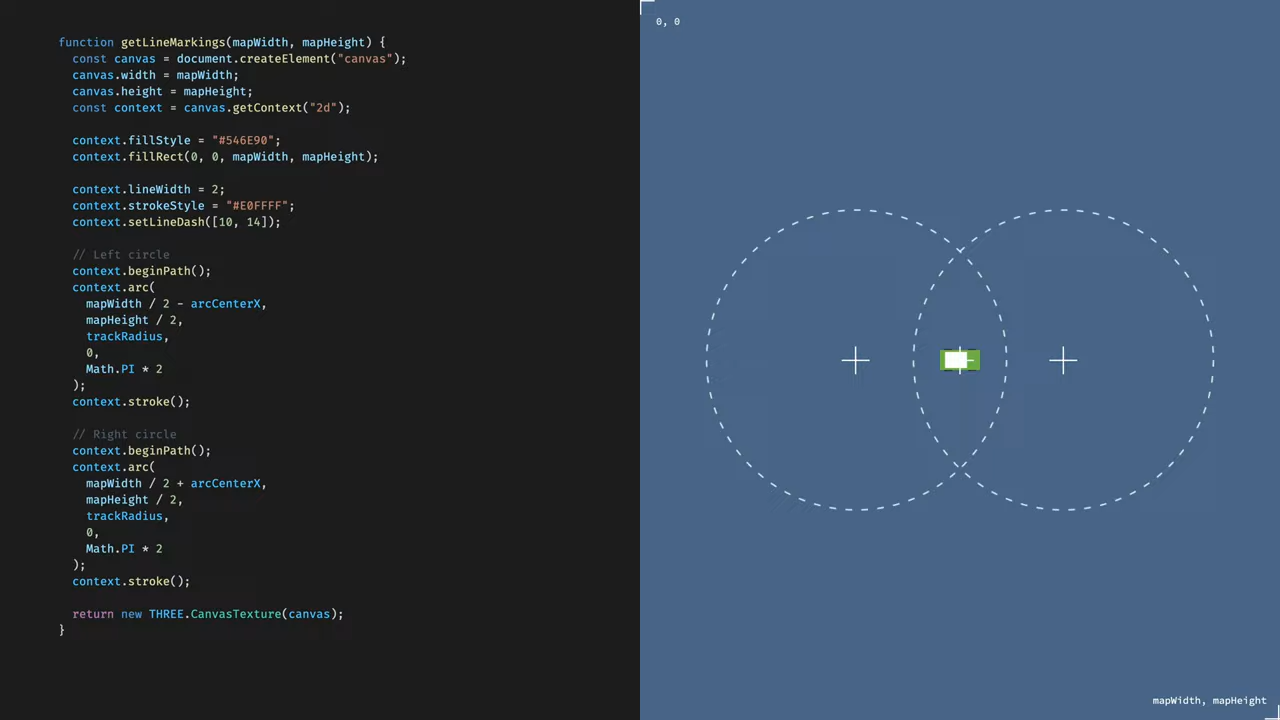 function getLineMarkings(mapWidth, mapHeight) {
  const canvas = document.createElement("canvas");
  canvas.width = mapWidth;
  canvas.height = mapHeight;
  const context = canvas.getContext("2d");

  context.fillStyle = "#546E90";
  context.fillRect(0, 0, mapWidth, mapHeight);

  context.lineWidth = 2;
  context.strokeStyle = "#E0FFFF";
  context.setLineDash([10, 14]);

  // Left circle
  context.beginPath();
  context.arc(
    mapWidth / 2 - arcCenterX,
    mapHeight / 2,
    trackRadius,
    0,
    Math.PI * 2
  );
  context.stroke();

  // Right circle
  context.beginPath();
  context.arc(
    mapWidth / 2 + arcCenterX,
    mapHeight / 2,
    trackRadius,
    0,
    Math.PI * 2
  );
  context.stroke();

  return new THREE.CanvasTexture(canvas);
}
0, 0
mapWidth, mapHeight